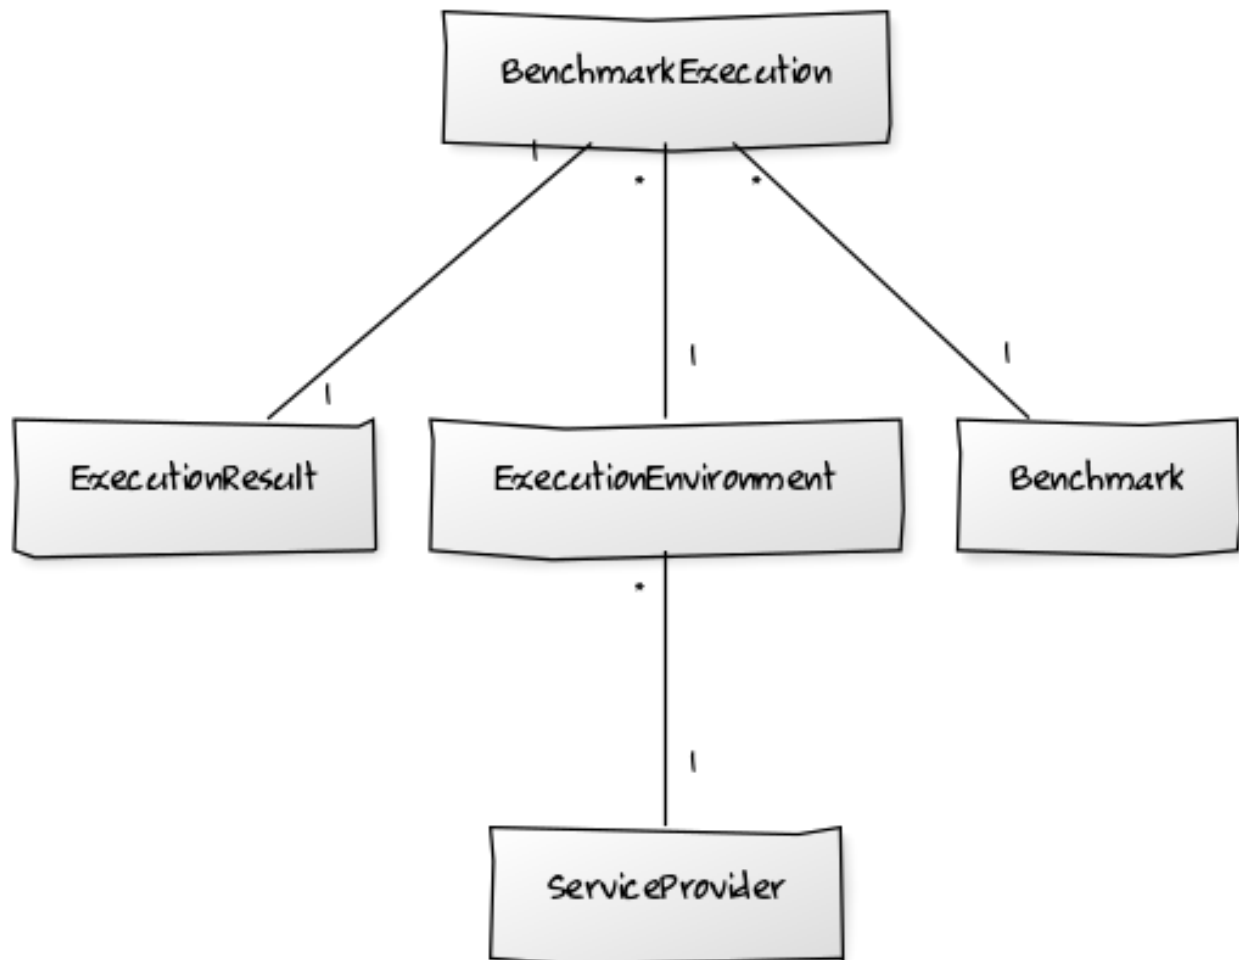 BenchmarkExecution
1
* *
1 1
1
ExecutionResult ExecutionEnvironment Benchmark
*
1
ServiceProvider